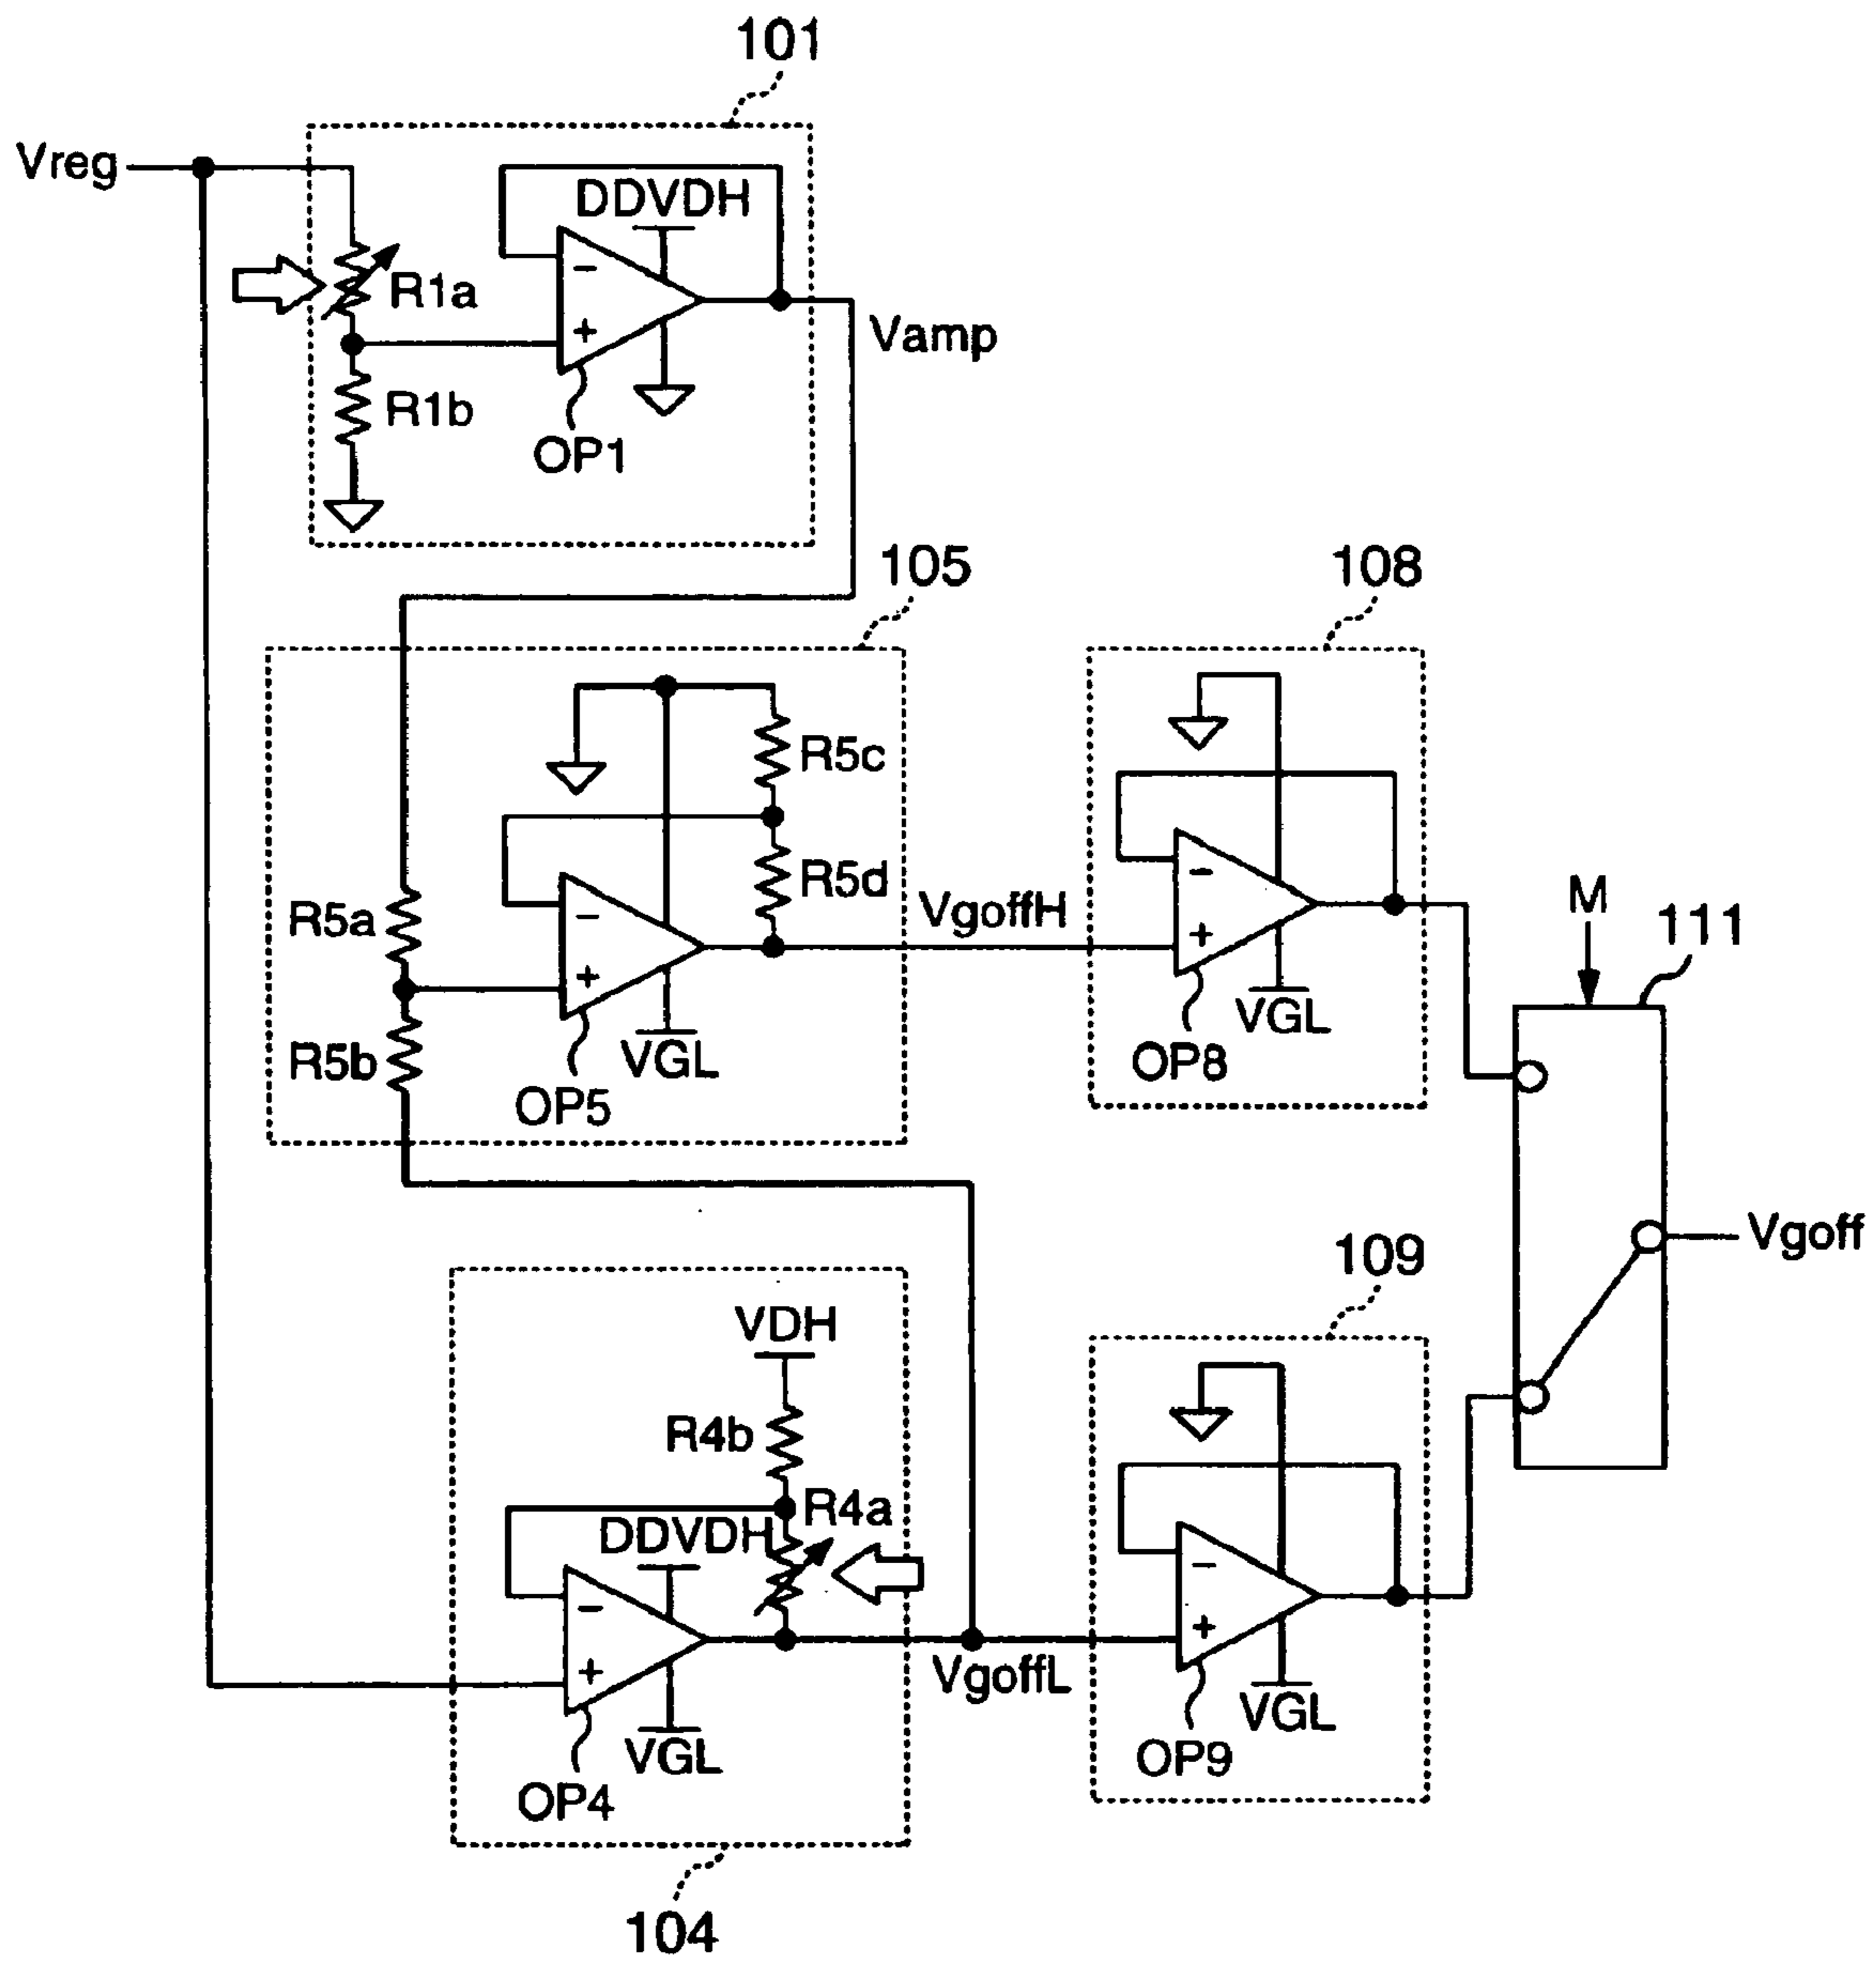 101
Vreg
DDVDH
−
R1a
+
Vamp
R1b
OP1
105
108
R5c
R5d
−
R5a
VgoffH
−
+
M
111
+
VGL
R5b
VGL
OP8
OP5
Vgoff
109
VDH
R4b
R4a
DDVDH
−
−
+
VgoffL
+
VGL
VGL
OP9
OP4
104